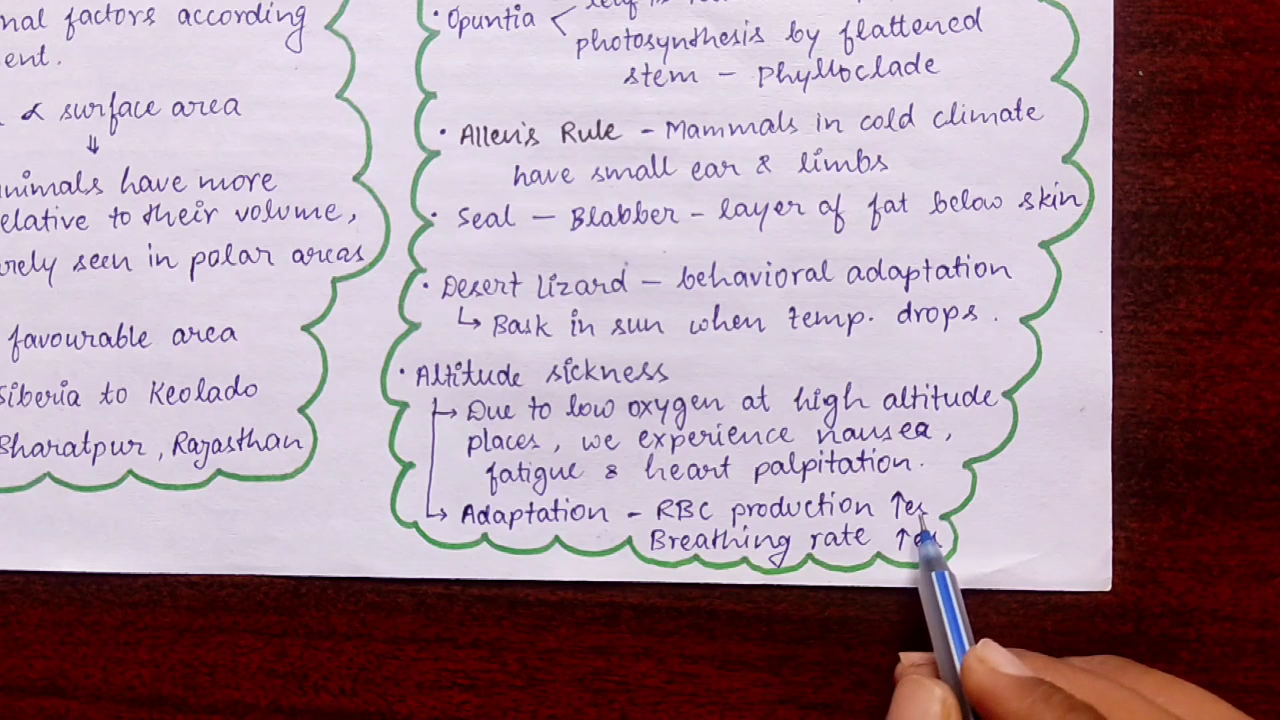 nal factors according
ent.
∝ surface area
⇓
nimals have more
elative to their volume,
rely seen in polar areas
favourable area
Siberia to Keolado
Bharatpur, Rajasthan
• Opuntia <
photosynthesis by flattened
stem – Phylloclade
• Allen's Rule – Mammals in cold climate
have small ear & limbs
• Seal – Blabber – layer of fat below skin
• Desert Lizard – behavioral adaptation
↳ Bask in sun when temp. drops.
• Altitude sickness
↳ Due to low oxygen at high altitude
places, we experience nausea,
fatigue & heart palpitation.
↳ Adaptation – RBC production ↑es
Breathing rate ↑es